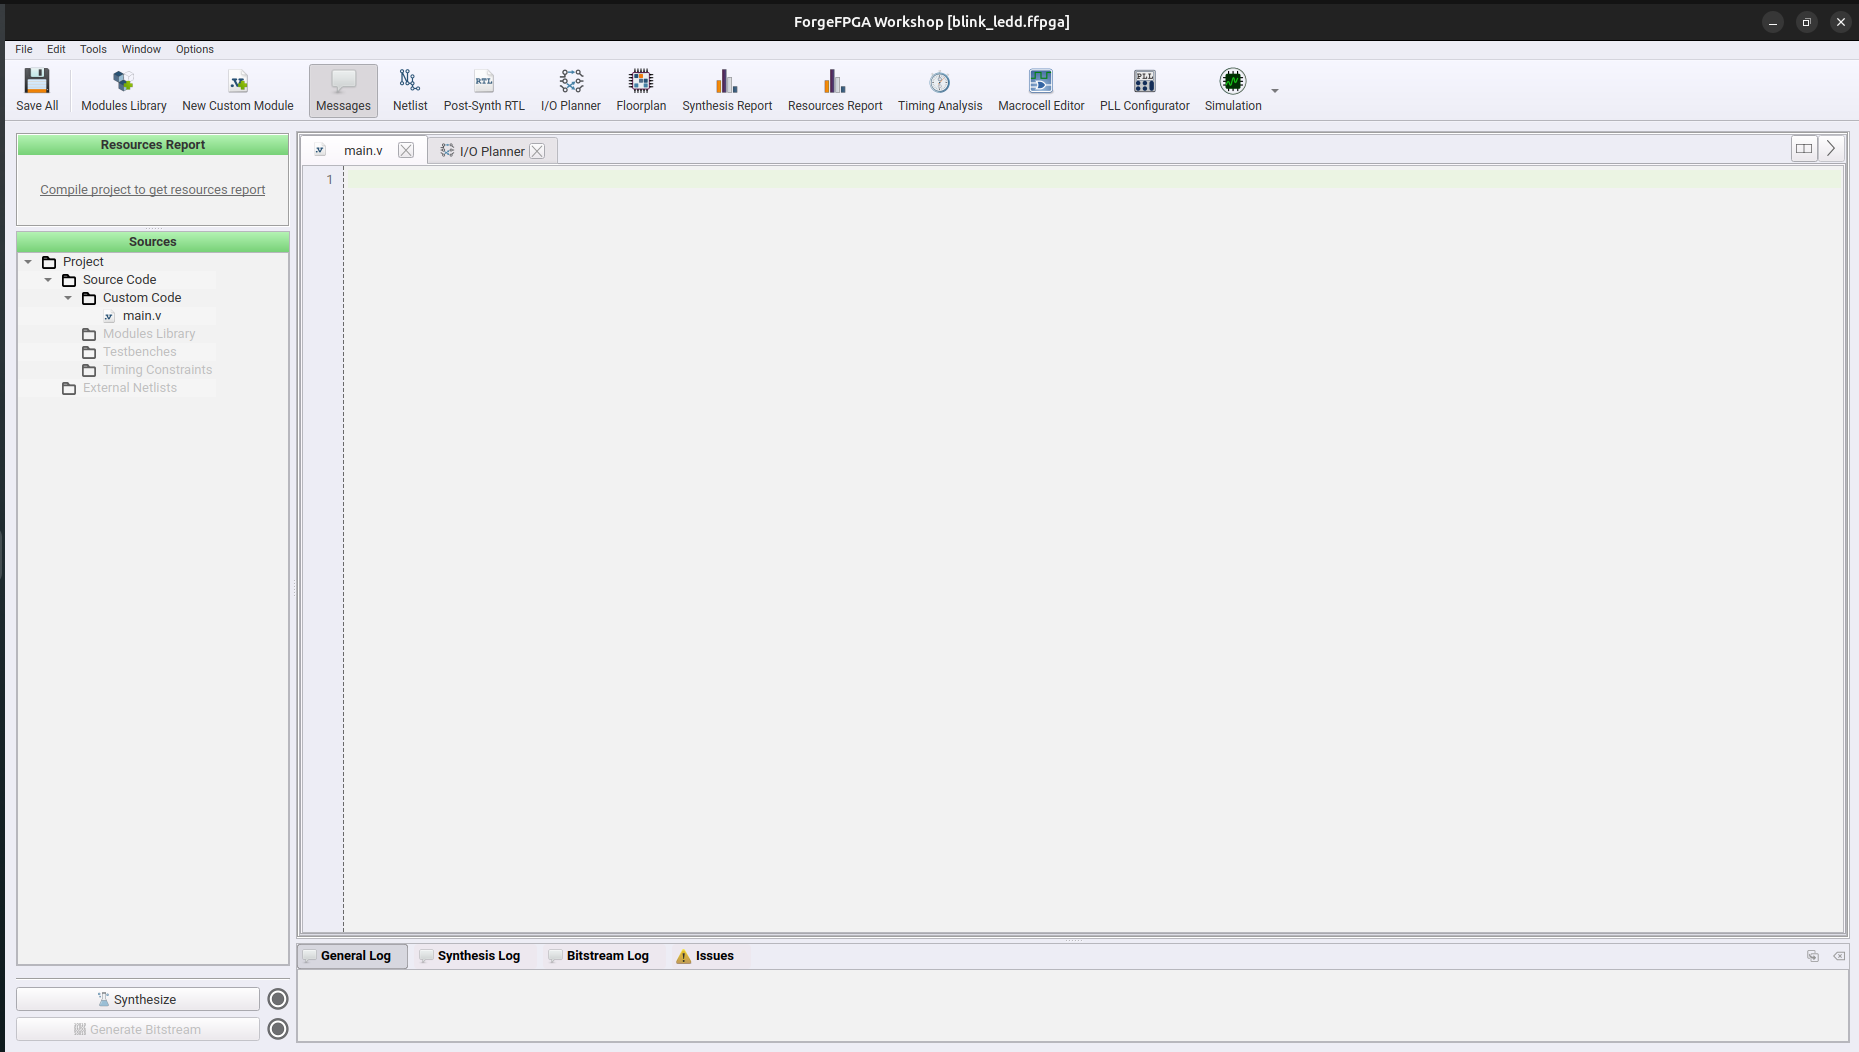 ForgeFPGA Workshop [blink_ledd.ffpga]
File Edit Tools Window Options
Save All Modules Library New Custom Module Messages Netlist Post-Synth RTL I/O Planner Floorplan Synthesis Report Resources Report Timing Analysis Macrocell Editor PLL Configurator Simulation
Resources Report
Compile project to get resources report
Sources
Project
Source Code
Custom Code
main.v
Modules Library
Testbenches
Timing Constraints
External Netlists
Synthesize
Generate Bitstream
main.v I/O Planner
1
General Log Synthesis Log Bitstream Log Issues